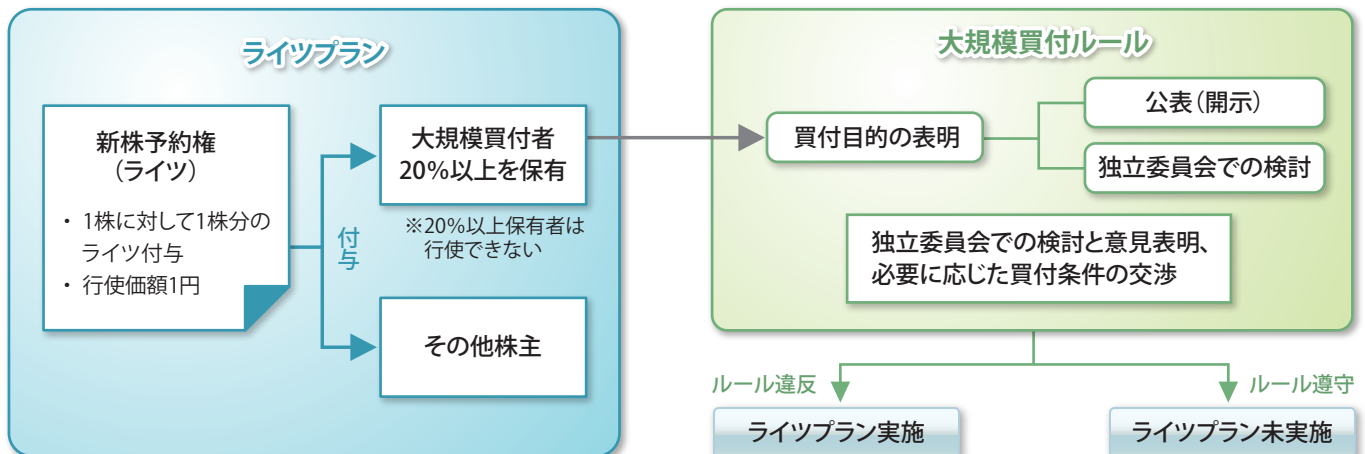 ライツプラン
新株予約権
（ライツ）
・ 1株に対して1株分の
ライツ付与
・ 行使価額1円
付与
大規模買付者
20%以上を保有
※20%以上保有者は
行使できない
その他株主
大規模買付ルール
買付目的の表明
公表（開示）
独立委員会での検討
独立委員会での検討と意見表明、
必要に応じた買付条件の交渉
ルール違反
ルール遵守
ライツプラン実施
ライツプラン未実施